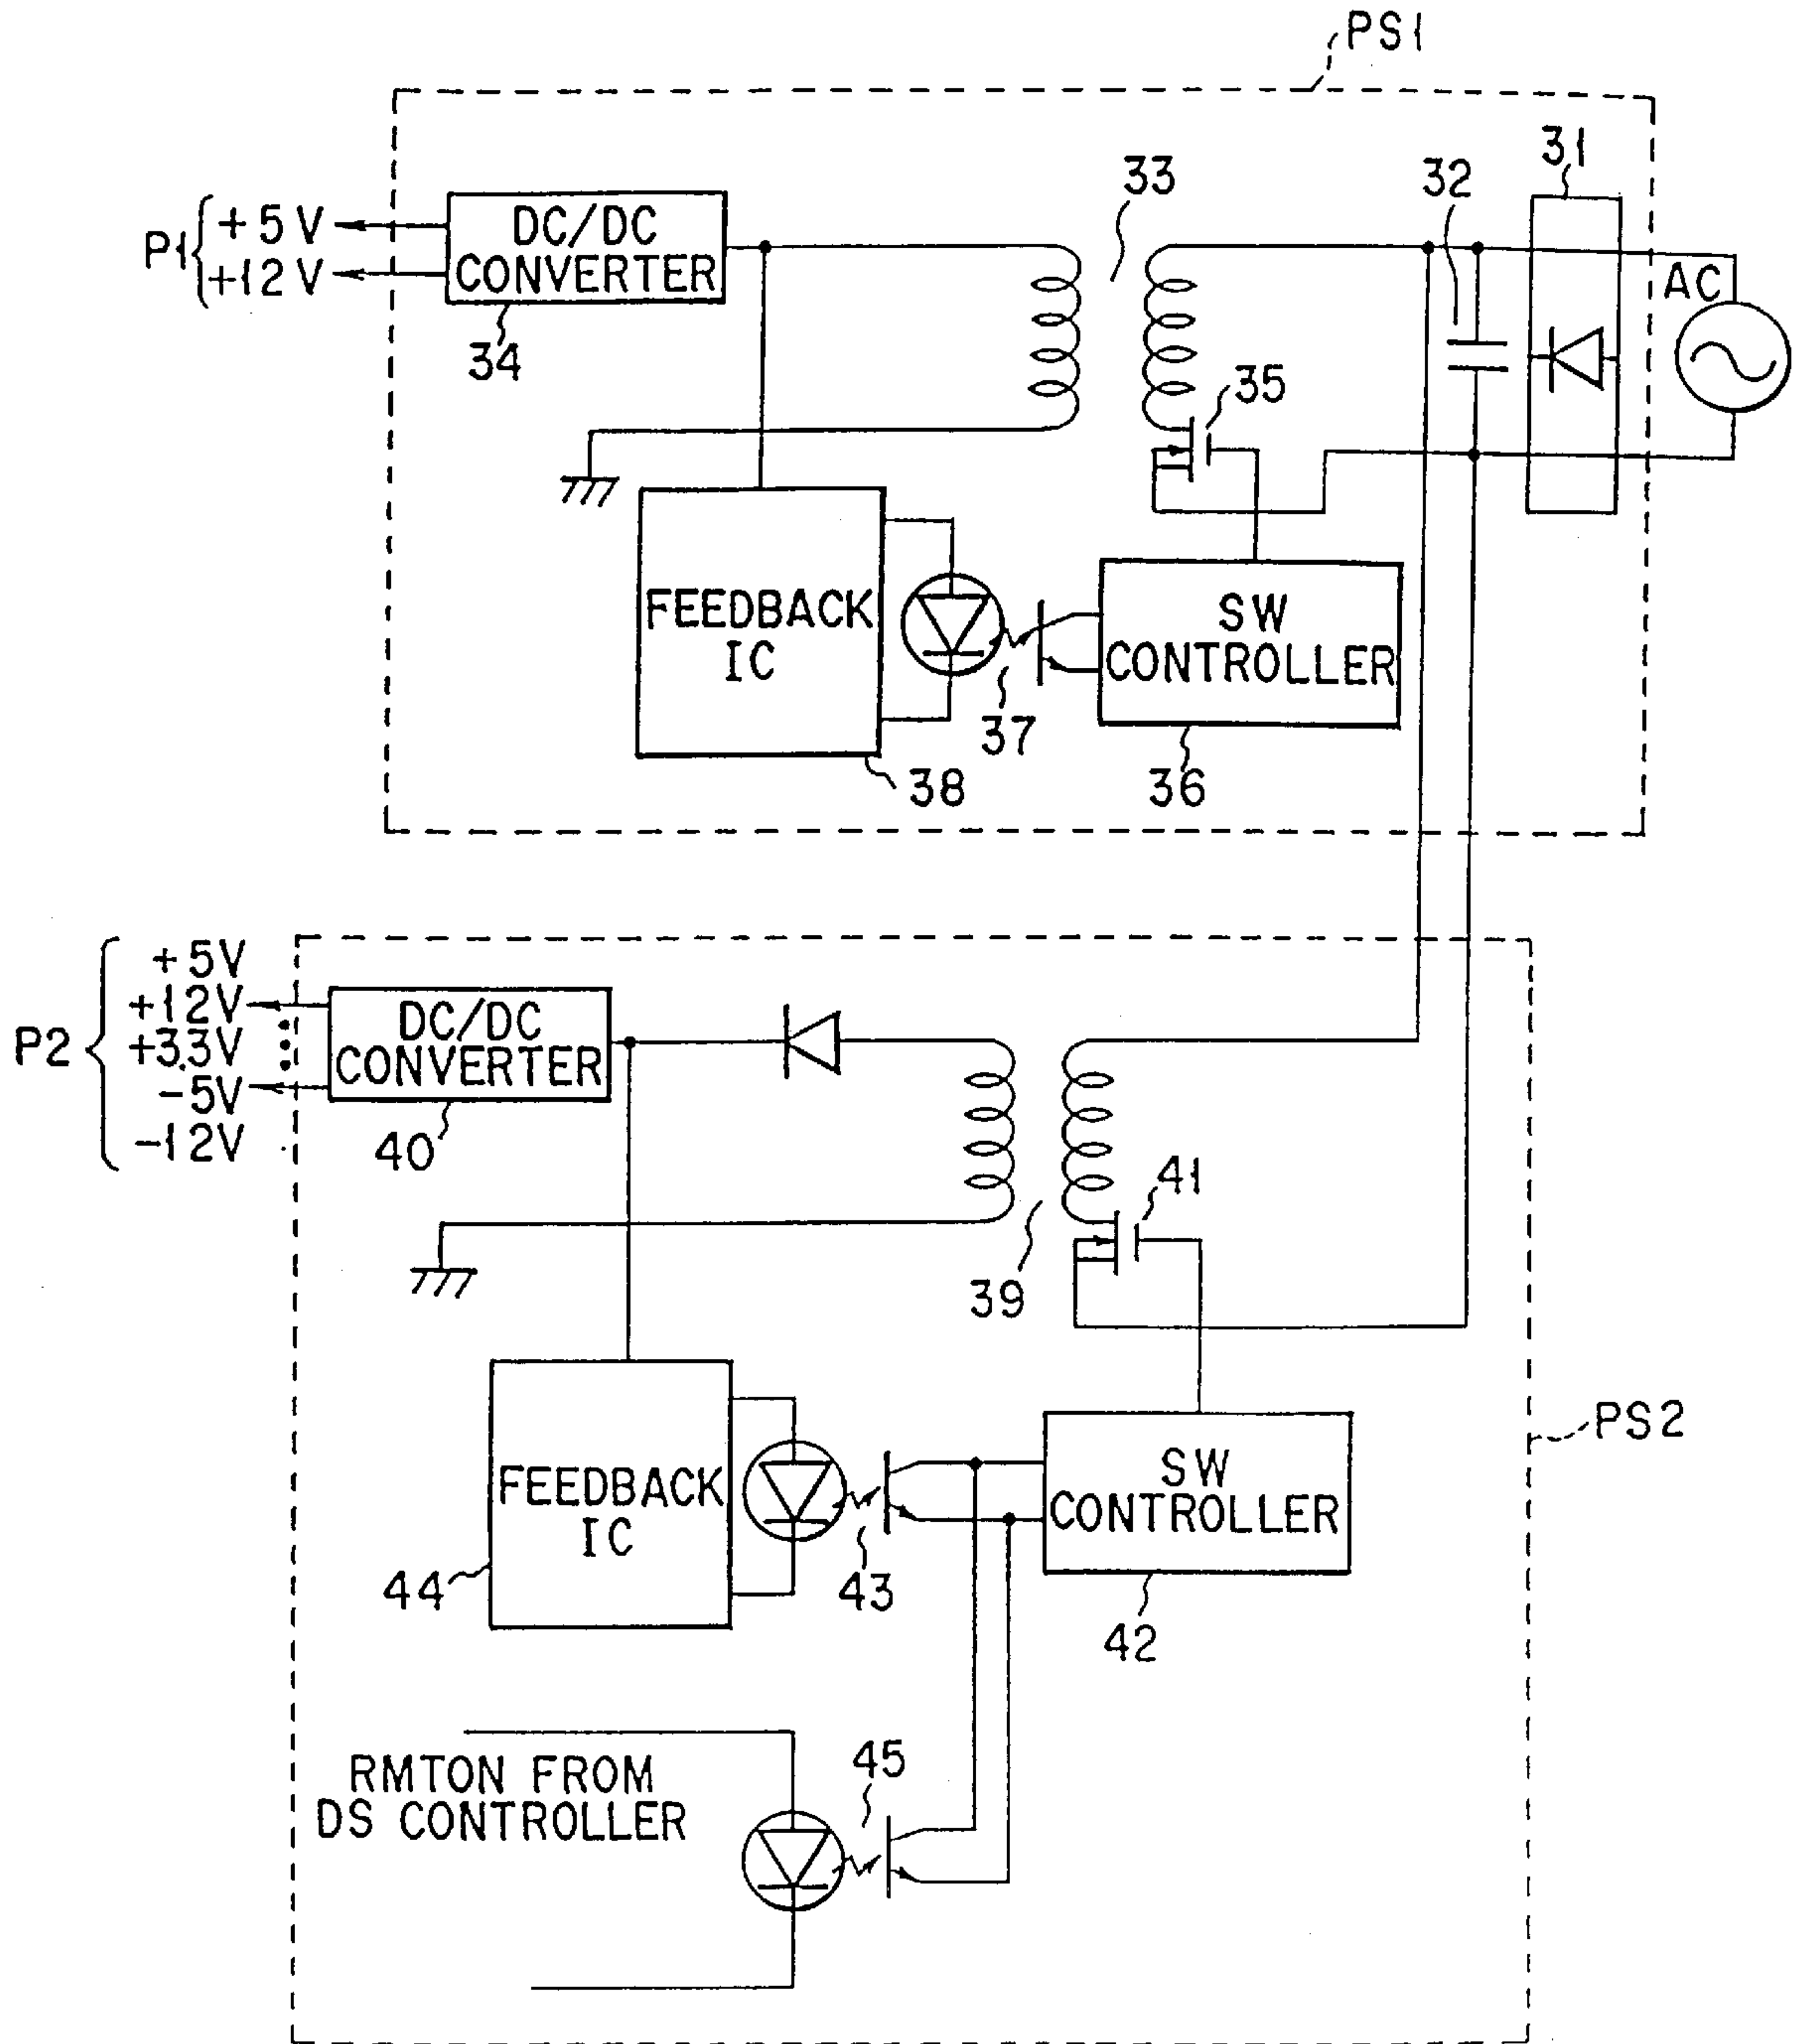 PS1
31
33
32
P1
+5V
+12V
DC/DC
CONVERTER
34
AC
35
FEEDBACK
IC
SW
CONTROLLER
37
38
36
P2
+5V
+12V
+3.3V
-5V
-12V
DC/DC
CONVERTER
40
41
39
PS2
FEEDBACK
IC
SW
CONTROLLER
44
43
42
RMTON FROM
DS CONTROLLER
45